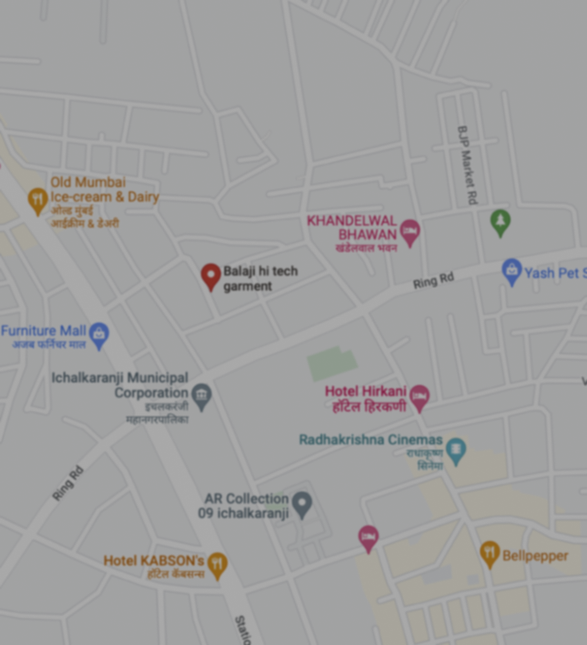 BJP Market Rd
Old Mumbai
Ice-cream & Dairy
ओल्ड मुंबई
आईक्रीम & डेअरी
KHANDELWAL
BHAWAN
खंडेलवाल भवन
Balaji hi tech
garment
Ring Rd
Yash Pet S
Furniture Mall
अजब फर्निचर माल
Ichalkaranji Municipal
Corporation
इचलकरंजी
महानगरपालिका
Hotel Hirkani
हॉटेल हिरकणी
Radhakrishna Cinemas
राधाकृष्ण
सिनेमा
Ring Rd
AR Collection
09 ichalkaranji
Hotel KABSON's
हॉटेल कॅबसन्स
Bellpepper
Static